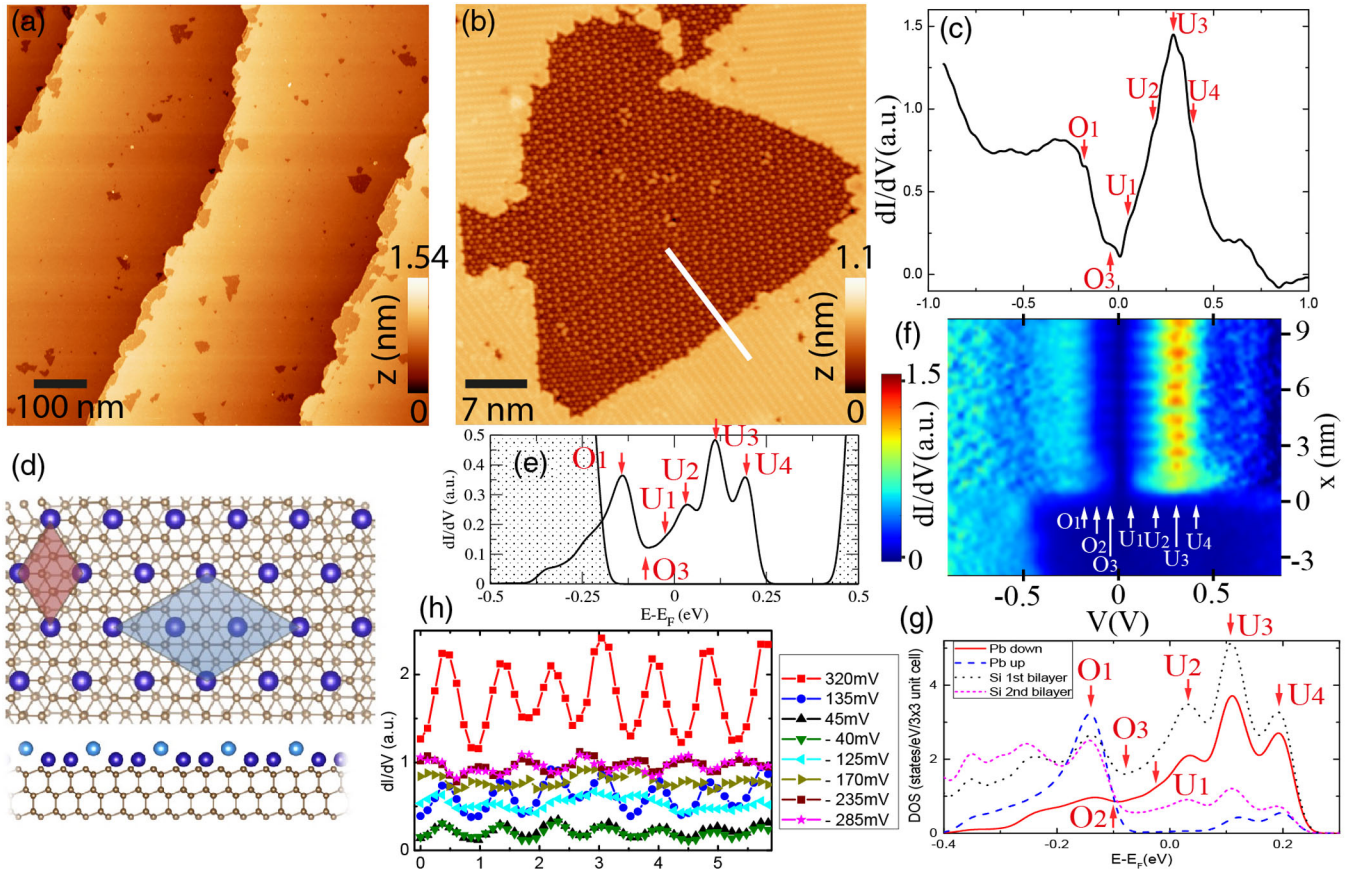 (a)
1.54
z (nm)
0
100 nm
(b)
1.1
z (nm)
0
7 nm
(c)
1.5
1.0
0.5
0.0
dI/dV(a.u.)
-1.0
-0.5
0.0
0.5
1.0
O1
O3
U1
U2
U3
U4
(d)
(e)
0.5
0.4
0.3
0.2
0.1
0
dI/dV (a.u.)
-0.5
-0.25
0
0.25
0.5
E-EF (eV)
O1
O3
U1
U2
U3
U4
(f)
1.5
0
dI/dV(a.u.)
9
6
3
0
-3
x (nm)
-0.5
0.0
0.5
V(V)
O1
O2
O3
U1
U2
U3
U4
(h)
2
1
0
dI/dV (a.u.)
0
1
2
3
4
5
320mV
135mV
45mV
- 40mV
- 125mV
- 170mV
- 235mV
- 285mV
(g)
Pb down
Pb up
Si 1st bilayer
Si 2nd bilayer
4
2
0
DOS (states/eV/3x3 unit cell)
-0.4
-0.2
0.0
0.2
E-EF(eV)
O1
O2
O3
U1
U2
U3
U4